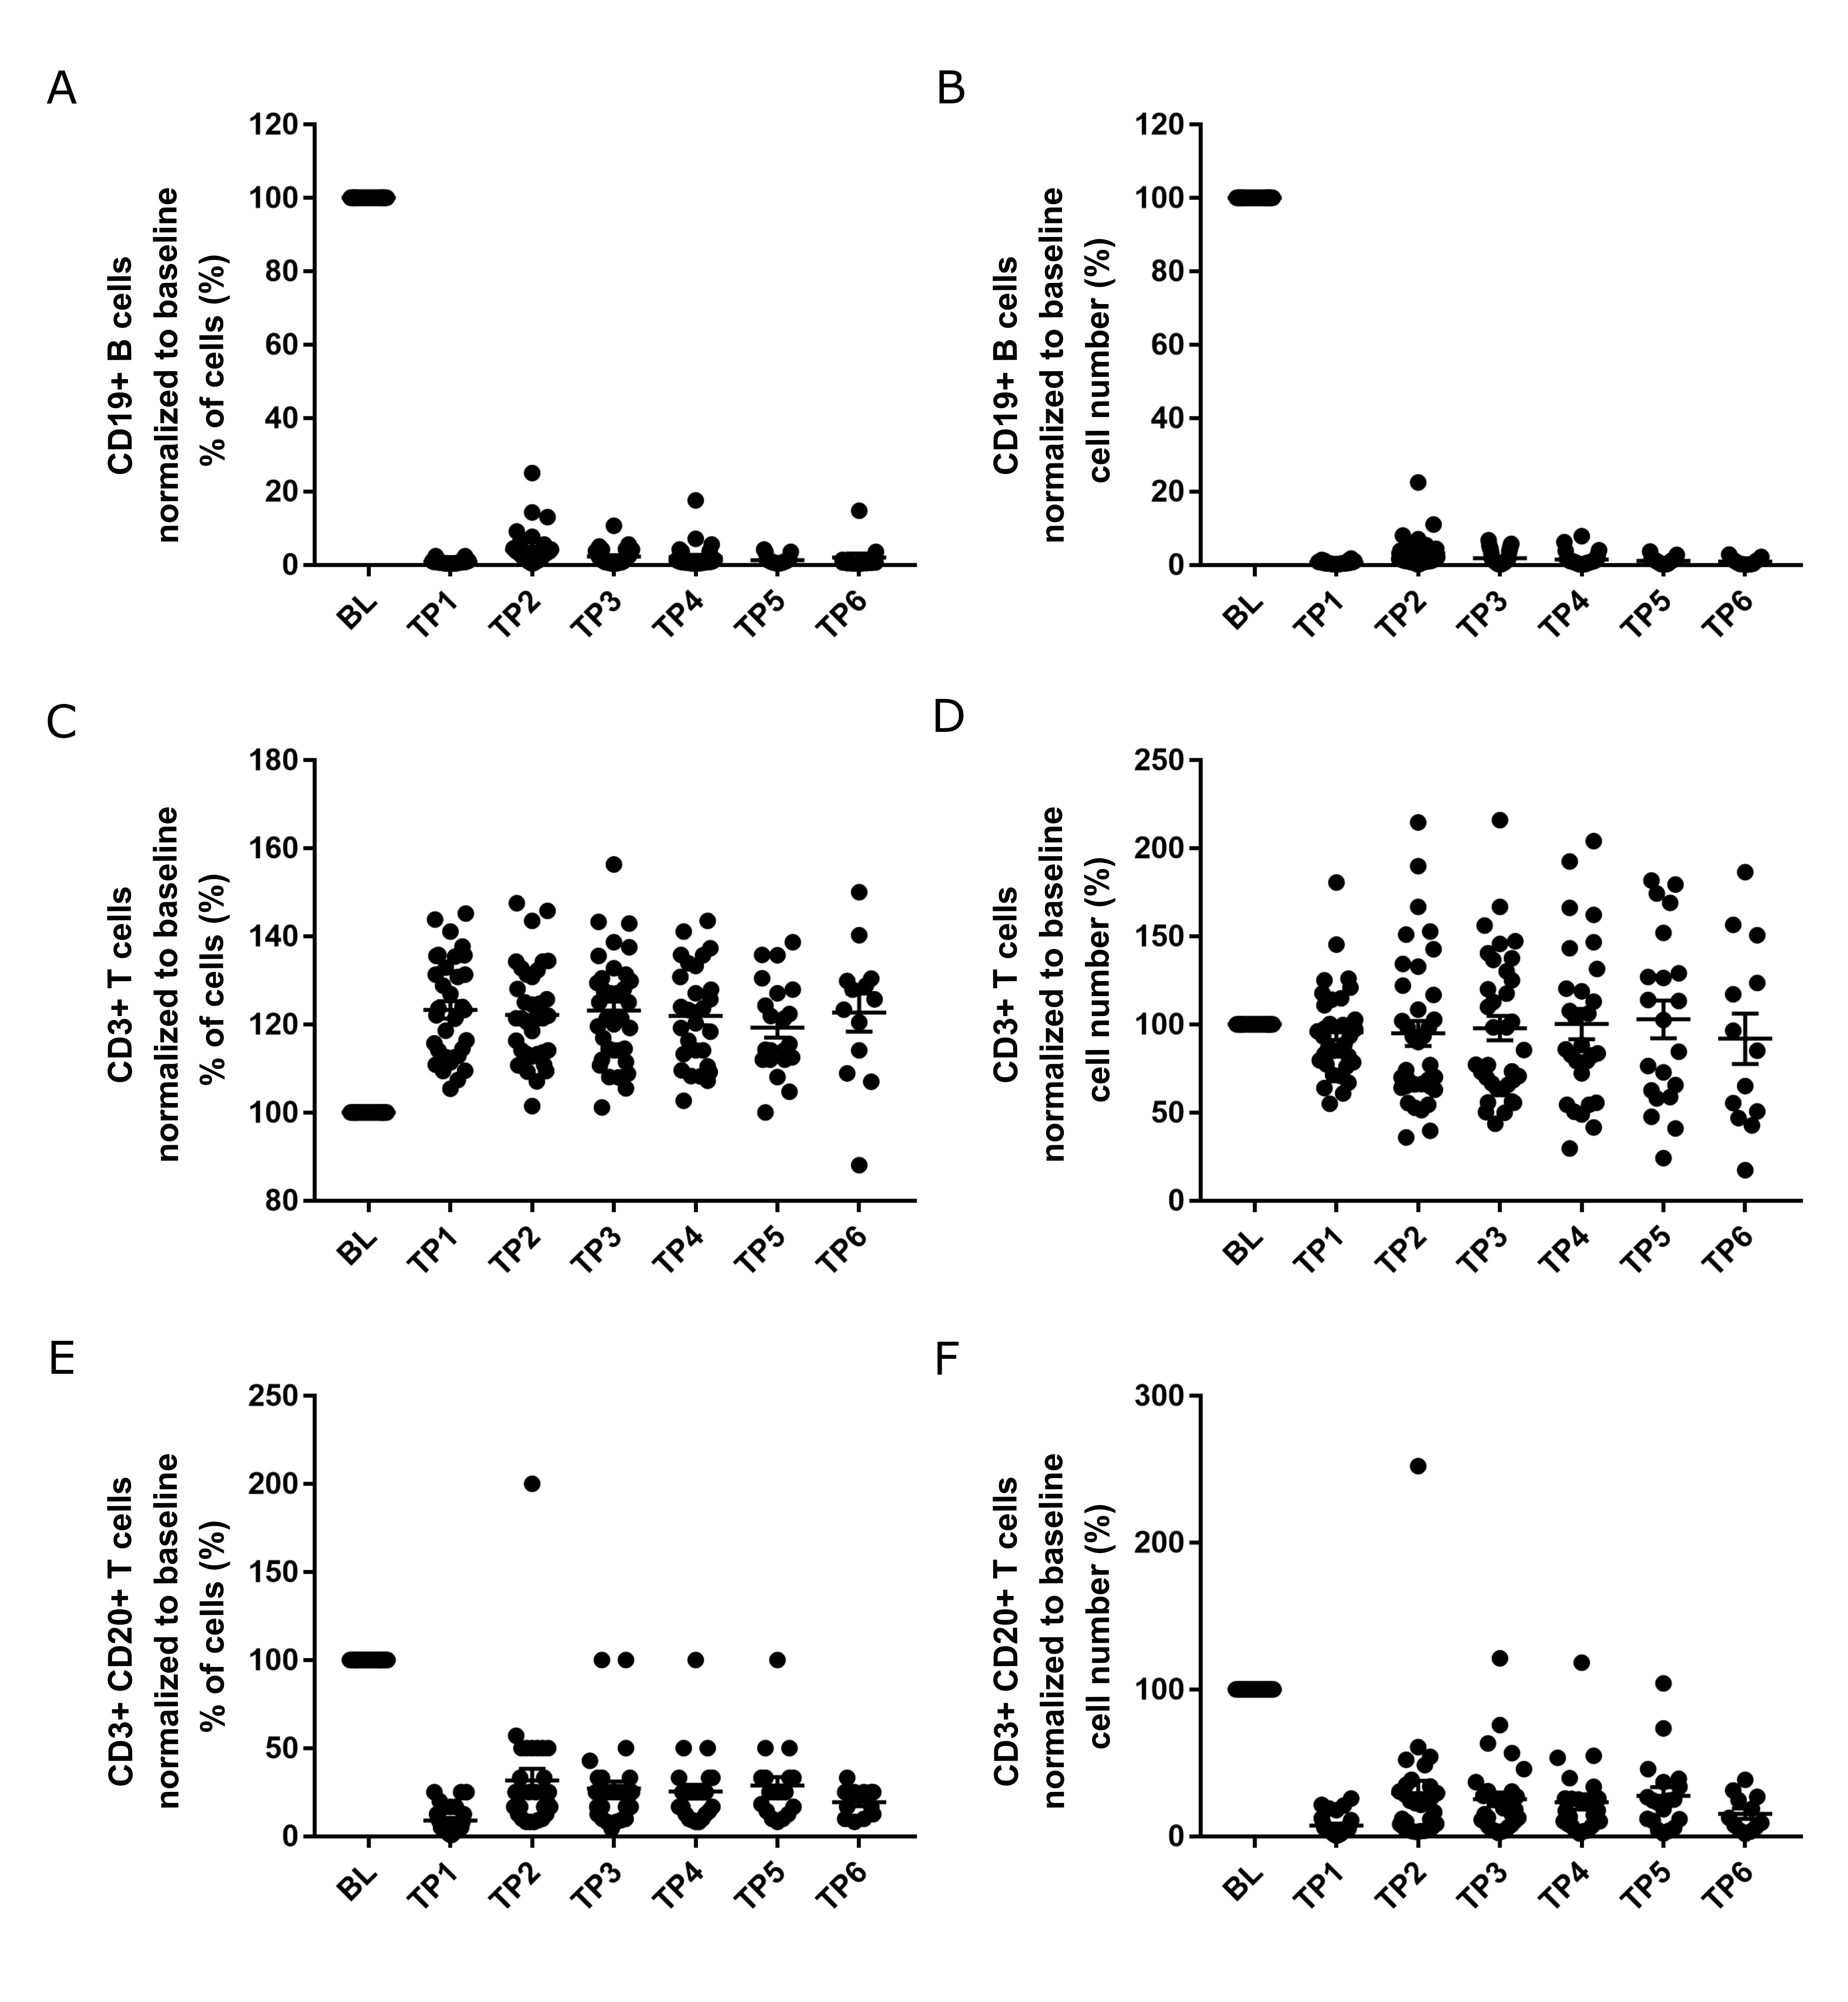 A
CD19+ B cells
normalized to baseline
% of cells (%)
120
100
80
60
40
20
0
BL
TP1
TP2
TP3
TP4
TP5
TP6
B
CD19+ B cells
normalized to baseline
cell number (%)
120
100
80
60
40
20
0
BL
TP1
TP2
TP3
TP4
TP5
TP6
C
CD3+ T cells
normalized to baseline
% of cells (%)
180
160
140
120
100
80
BL
TP1
TP2
TP3
TP4
TP5
TP6
D
CD3+ T cells
normalized to baseline
cell number (%)
250
200
150
100
50
0
BL
TP1
TP2
TP3
TP4
TP5
TP6
E
CD3+ CD20+ T cells
normalized to baseline
% of cells (%)
250
200
150
100
50
0
BL
TP1
TP2
TP3
TP4
TP5
TP6
F
CD3+ CD20+ T cells
normalized to baseline
cell number (%)
300
200
100
0
BL
TP1
TP2
TP3
TP4
TP5
TP6